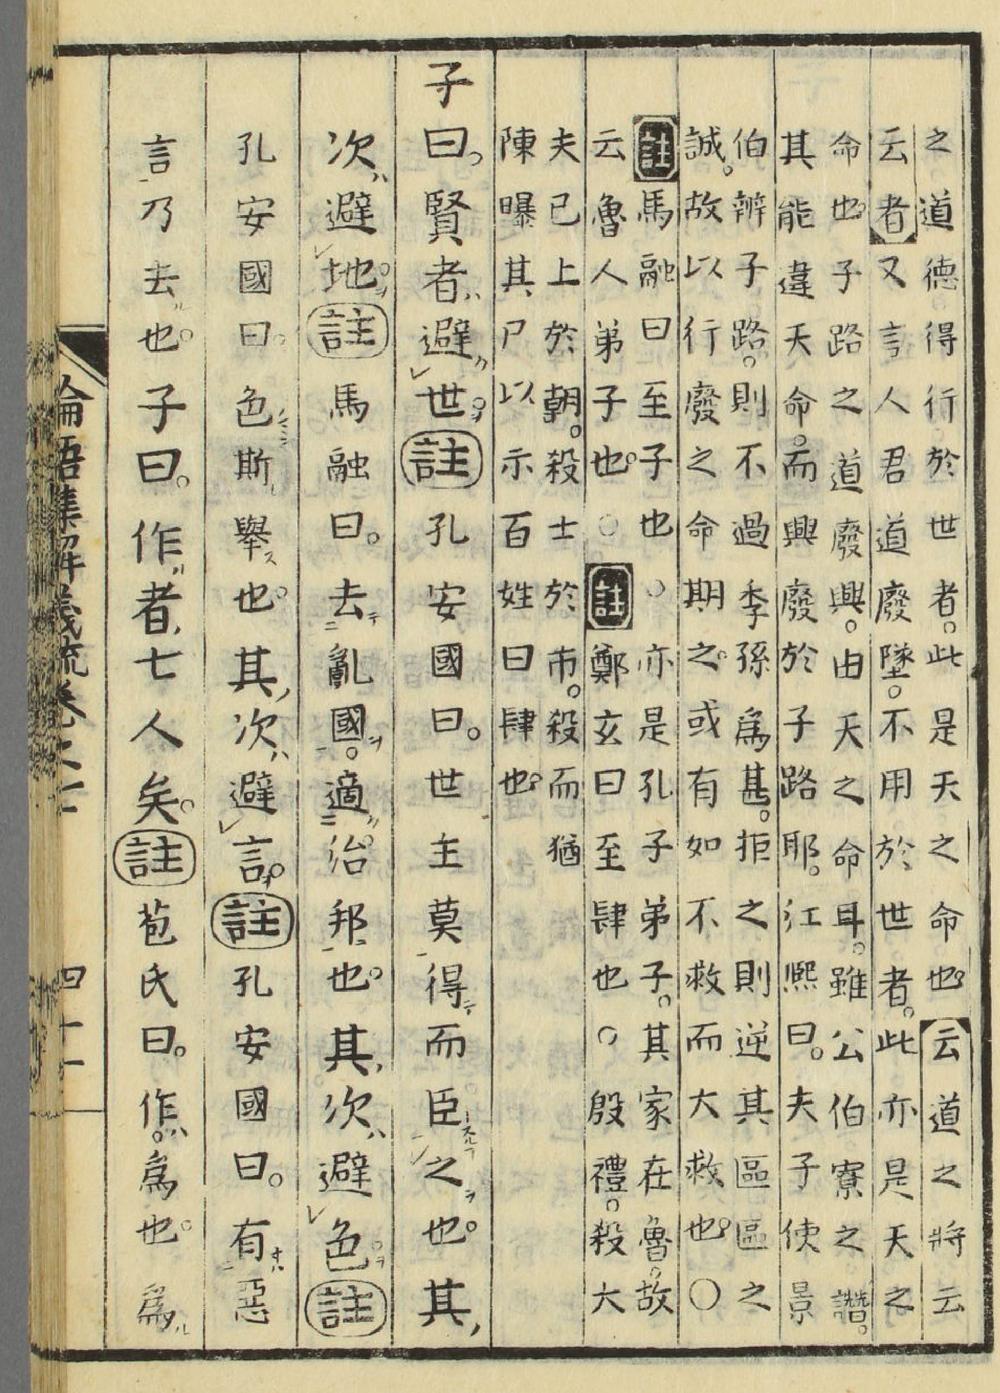 之道德得行於世者。此是天之命也。云道之將云
云者又言人君道廢墜。不用於世者。此亦是天之
命也。子路之道廢興。由天之命耳。雖公伯寮之譖。
其能違天命。而興廢於子路耶。江熙曰。夫子使景
伯辨子路。則不過季孫爲甚。拒之則逆其區區之
誠。故以行廢之命期之。或有如不救而大救也。〇
註馬融曰至子也〇亦是孔子弟子。其家在魯。故
云魯人弟子也。〇註鄭玄曰至肆也〇殷禮。殺大
夫已上於朝。殺士於市。殺而猶
陳曝其尸以示百姓曰肆也。
子曰。賢者避世。註孔安國曰。世主莫得而臣之也。其
次避地。註馬融曰。去亂國。適治邦也。其次避色。註
孔安國曰。色斯舉也。其次避言。註孔安國曰。有惡
言乃去也。子曰。作者七人矣。註苞氏曰。作。爲也。爲
論語集解義疏卷之七
四十一